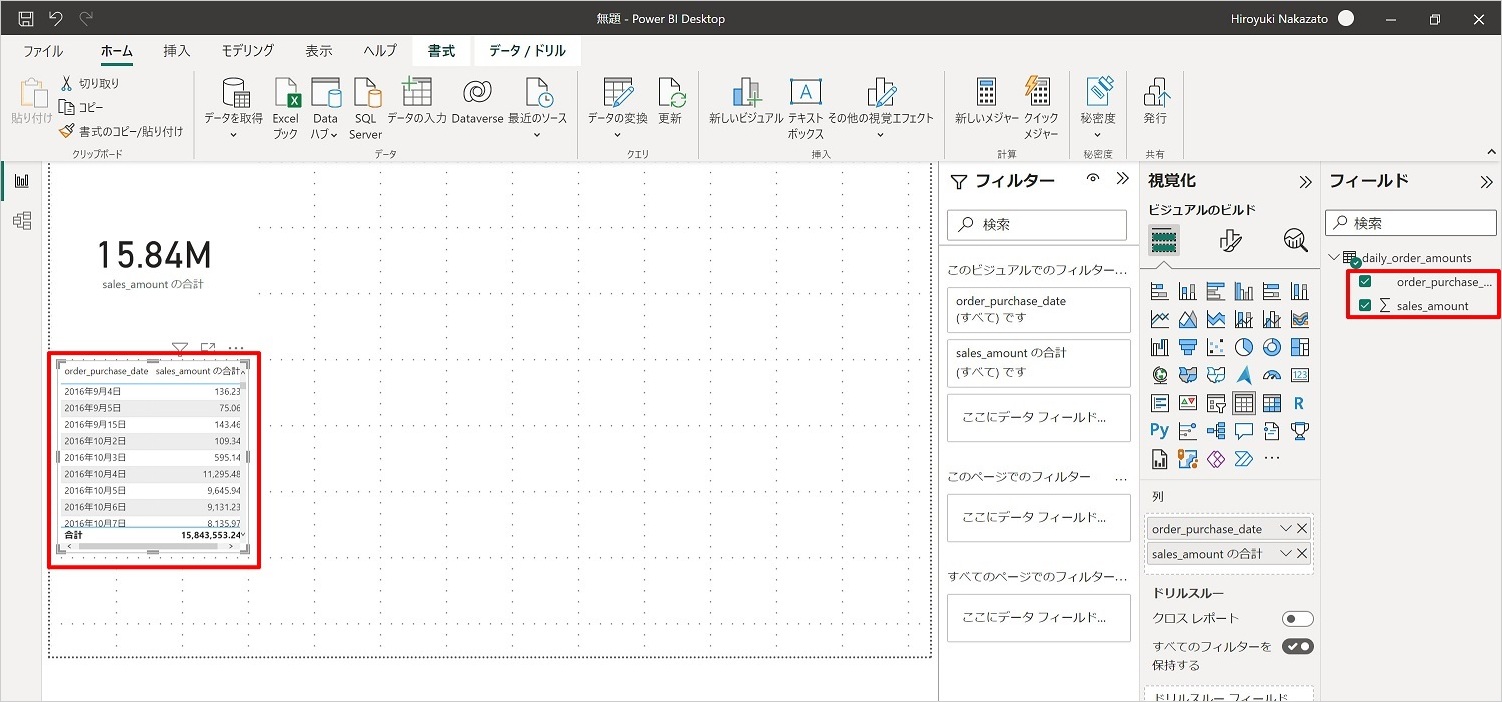 無題 - Power BI Desktop
Hiroyuki Nakazato
ファイル
ホーム
挿入
モデリング
表示
ヘルプ
書式
データ / ドリル
貼り付け
切り取り
コピー
書式のコピー/貼り付け
クリップボード
データを取得
Excel
ブック
Data
ハブ
SQL
Server
データの入力
Dataverse
最近のソース
データ
データの変換
更新
クエリ
新しいビジュアル
テキスト
ボックス
その他の視覚エフェクト
挿入
新しいメジャー
クイック
メジャー
計算
秘密度
秘密度
発行
共有
15.84M
sales_amount の合計
order_purchase_date sales_amount の合計
2016年9月4日 136.23
2016年9月5日 75.06
2016年9月15日 143.46
2016年10月2日 109.34
2016年10月3日 595.14
2016年10月4日 11,295.48
2016年10月5日 9,645.94
2016年10月6日 9,131.23
2016年10月7日 8,135.97
合計 15,843,553.24
フィルター
検索
このビジュアルでのフィルター...
order_purchase_date
(すべて) です
sales_amount の合計
(すべて) です
ここにデータ フィールド...
このページでのフィルター
...
ここにデータ フィールド...
すべてのページでのフィルター...
ここにデータ フィールド...
視覚化
ビジュアルのビルド
123
R
Py
...
列
order_purchase_date
sales_amount の合計
ドリルスルー
クロス レポート
すべてのフィルターを
保持する
ドリルスルー フィールド
フィールド
検索
daily_order_amounts
order_purchase_...
∑ sales_amount